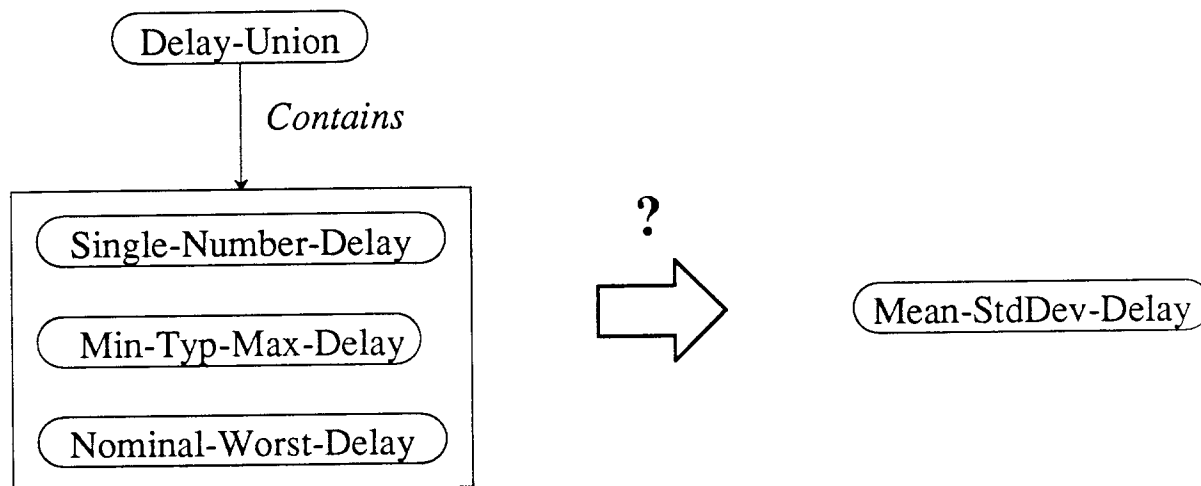 Delay-Union
Contains
Single-Number-Delay
Min-Typ-Max-Delay
Nominal-Worst-Delay
?
Mean-StdDev-Delay